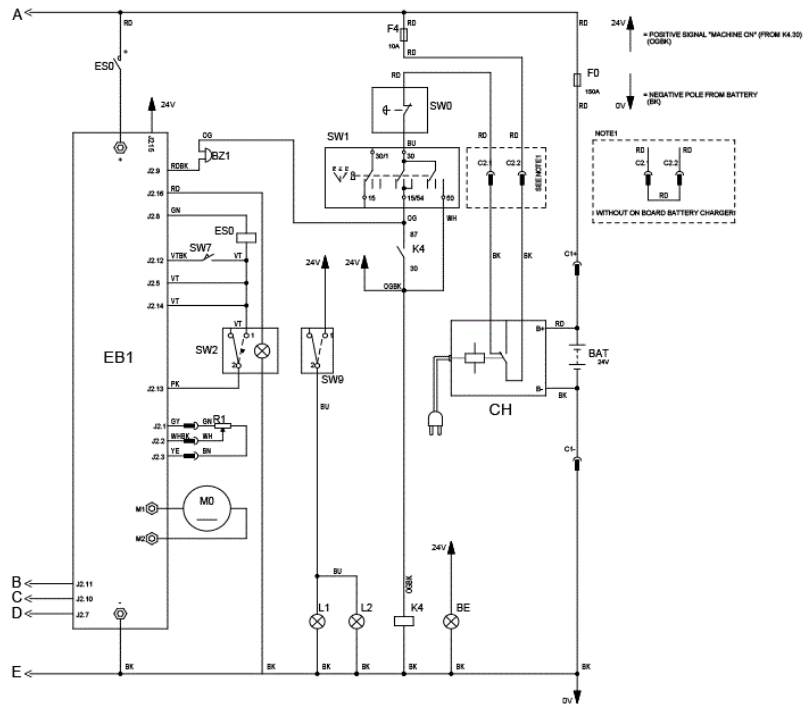 A
RD
RD
RD
24V
= POSITIVE SIGNAL "MACHINE ON" (FROM K4.30)
(OGBK)
F4
10A
RD
RD
ES0
RD
F0
150A
= NEGATIVE POLE FROM BATTERY
(BK)
0V
24V
SW0
RD
RD
RD
J2.15
OG
BU
NOTE1
+
BZ1
SW1
30/1
30
RD
RD
C2.1
C2.2
J2.9
RDBK
C2.1
C2.2
SEE NOTE1
J2.16
RD
15
15/54
50
RD
J2.8
GN
OG
WH
WITHOUT ON BOARD BATTERY CHARGER
ES0
87
SW7
K4
J2.12
VTBK
VT
24V
24V
30
BK
BK
C1+
J2.5
VT
OGBK
J2.14
VT
VT
B+
RD
SW2
1
1
EB1
BAT
24V
2
2
SW9
J2.13
PK
B-
BK
BU
CH
J2.1
GY
GN
R1
J2.2
WHBK
WH
J2.3
YE
BN
C1-
M1
M0
M2
24V
BU
OGBK
B
J2.11
C
J2.10
L1
L2
K4
BE
D
J2.7
-
E
BK
BK
BK
BK
BK
BK
BK
0V